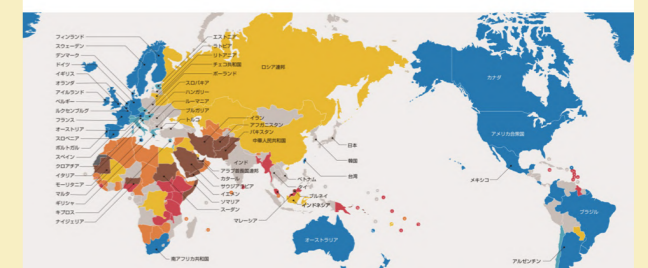 フィンランド
スウェーデン
デンマーク
ドイツ
イギリス
オランダ
アイルランド
ベルギー
ルクセンブルグ
フランス
オーストリア
スロベニア
ポルトガル
スペイン
クロアチア
イタリア
モーリタニア
マルタ
ギリシャ
キプロス
ナイジェリア
エストニア
ラトビア
リトアニア
チェコ共和国
ポーランド
スロバキア
ハンガリー
ルーマニア
ブルガリア
トルコ
ロシア連邦
イラン
アフガニスタン
パキスタン
中華人民共和国
インド
アラブ首長国連邦
カタール
サウジアラビア
イエメン
ソマリア
スーダン
南アフリカ共和国
日本
韓国
台湾
ベトナム
タイ
ブルネイ
インドネシア
マレーシア
オーストラリア
カナダ
アメリカ合衆国
メキシコ
ブラジル
アルゼンチン